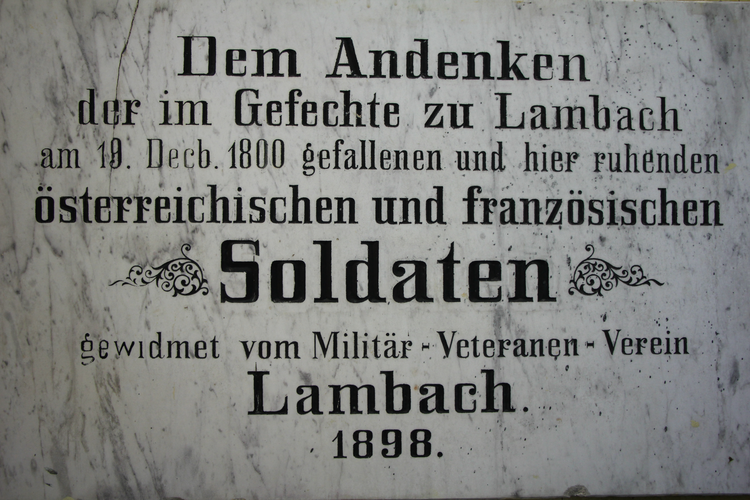 Dem Andenken
der im Gefechte zu Lambach
am 19. Decb. 1800 gefallenen und hier ruhenden
österreichischen und französischen
Soldaten
gewidmet vom Militär - Veteranen - Verein
Lambach.
1898.